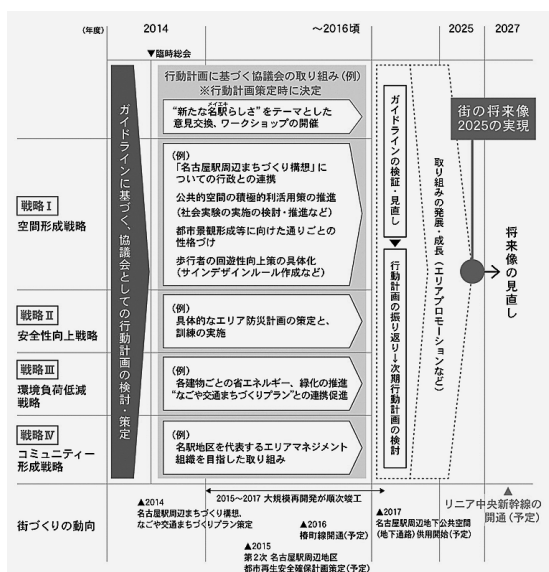 (年度)
2014
～2016頃
2025
2027
▼臨時総会
ガイドラインに基づく、協議会としての行動計画の検討・策定
行動計画に基づく協議会の取り組み(例)
※行動計画策定時に決定
メイエキ
“新たな名駅らしさ”をテーマとした
意見交換、ワークショップの開催
戦略Ⅰ
空間形成戦略
(例)
「名古屋駅周辺まちづくり構想」に
ついての行政との連携
公共的空間の積極的利活用策の推進
(社会実験の実施の検討・推進など)
都市景観形成等に向けた通りごとの
性格づけ
歩行者の回遊性向上策の具体化
(サインデザインルール作成など)
戦略Ⅱ
安全性向上戦略
(例)
具体的なエリア防災計画の策定と、
訓練の実施
戦略Ⅲ
環境負荷低減
戦略
(例)
各建物ごとの省エネルギー、緑化の推進
“なごや交通まちづくりプラン”との連携促進
戦略Ⅳ
コミュニティー
形成戦略
(例)
名駅地区を代表するエリアマネジメント
組織を目指した取り組み
ガイドラインの検証・見直し
行動計画の振り返り→次期行動計画の検討
取り組みの発展・成長(エリアプロモーションなど)
街の将来像
2025の実現
将来像の見直し
街づくりの動向
2015～2017 大規模再開発が順次竣工
▲2014
名古屋駅周辺まちづくり構想、
なごや交通まちづくりプラン策定
▲2015
第2次 名古屋駅周辺地区
都市再生安全確保計画策定(予定)
▲2016
椿町線開通(予定)
▲2017
名古屋駅周辺地下公共空間
(地下通路)供用開始(予定)
▲
リニア中央新幹線の
開通(予定)